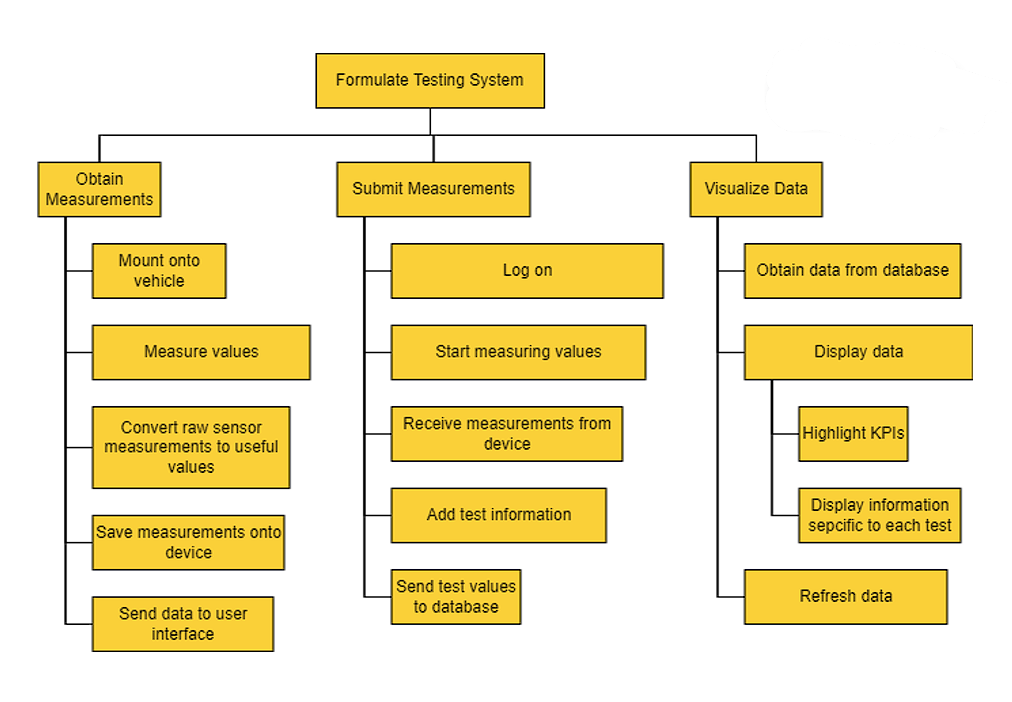 Formulate Testing System
Obtain
Measurements
Mount onto
vehicle
Measure values
Convert raw sensor
measurements to useful
values
Save measurements onto
device
Send data to user
interface
Submit Measurements
Log on
Start measuring values
Receive measurements from
device
Add test information
Send test values
to database
Visualize Data
Obtain data from database
Display data
Highlight KPIs
Display information
sepcific to each test
Refresh data